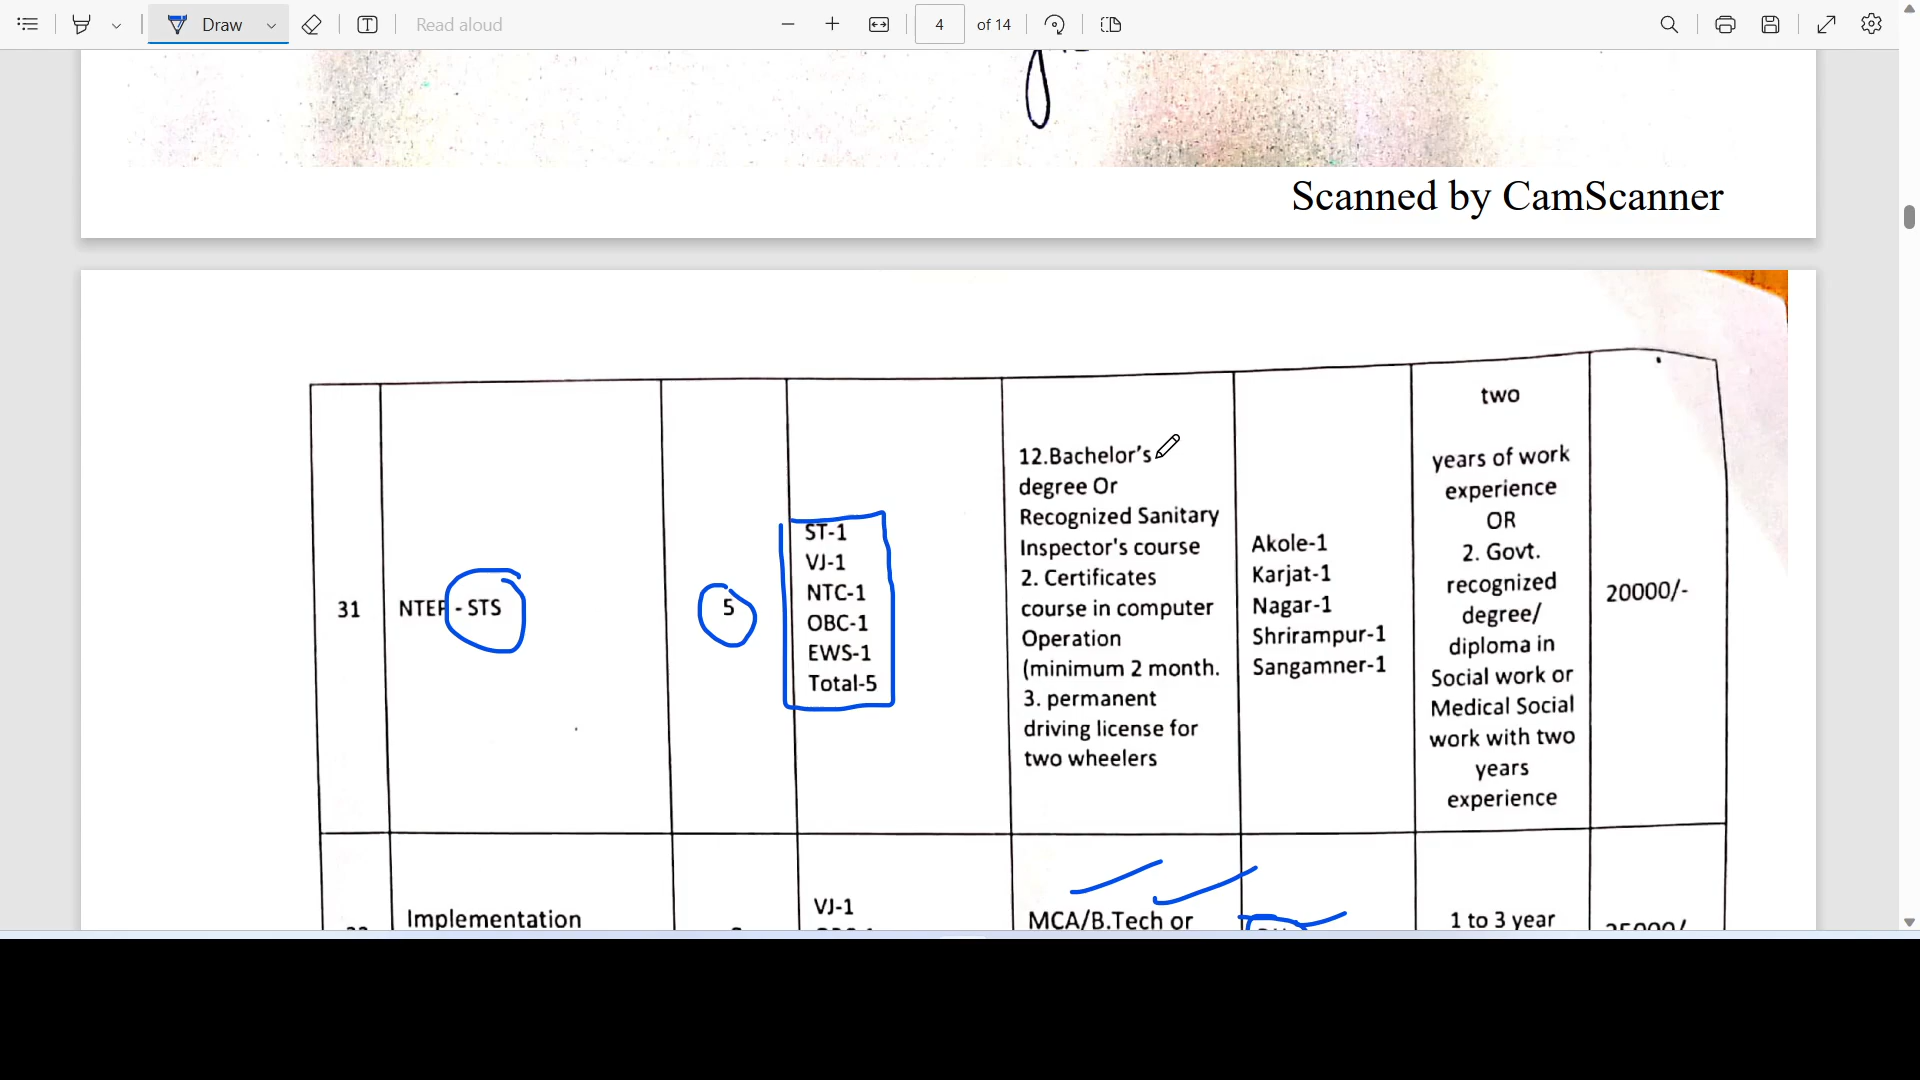 Draw
Read aloud
4 of 14
Scanned by CamScanner
31
NTEP - STS
5
ST-1
VJ-1
NTC-1
OBC-1
EWS-1
Total-5
12.Bachelor's
degree Or
Recognized Sanitary
Inspector's course
2. Certificates
course in computer
Operation
(minimum 2 month.
3. permanent
driving license for
two wheelers
Akole-1
Karjat-1
Nagar-1
Shrirampur-1
Sangamner-1
two
years of work
experience
OR
2. Govt.
recognized
degree/
diploma in
Social work or
Medical Social
work with two
years
experience
20000/-
Implementation
VJ-1
MCA/B.Tech or
1 to 3 year